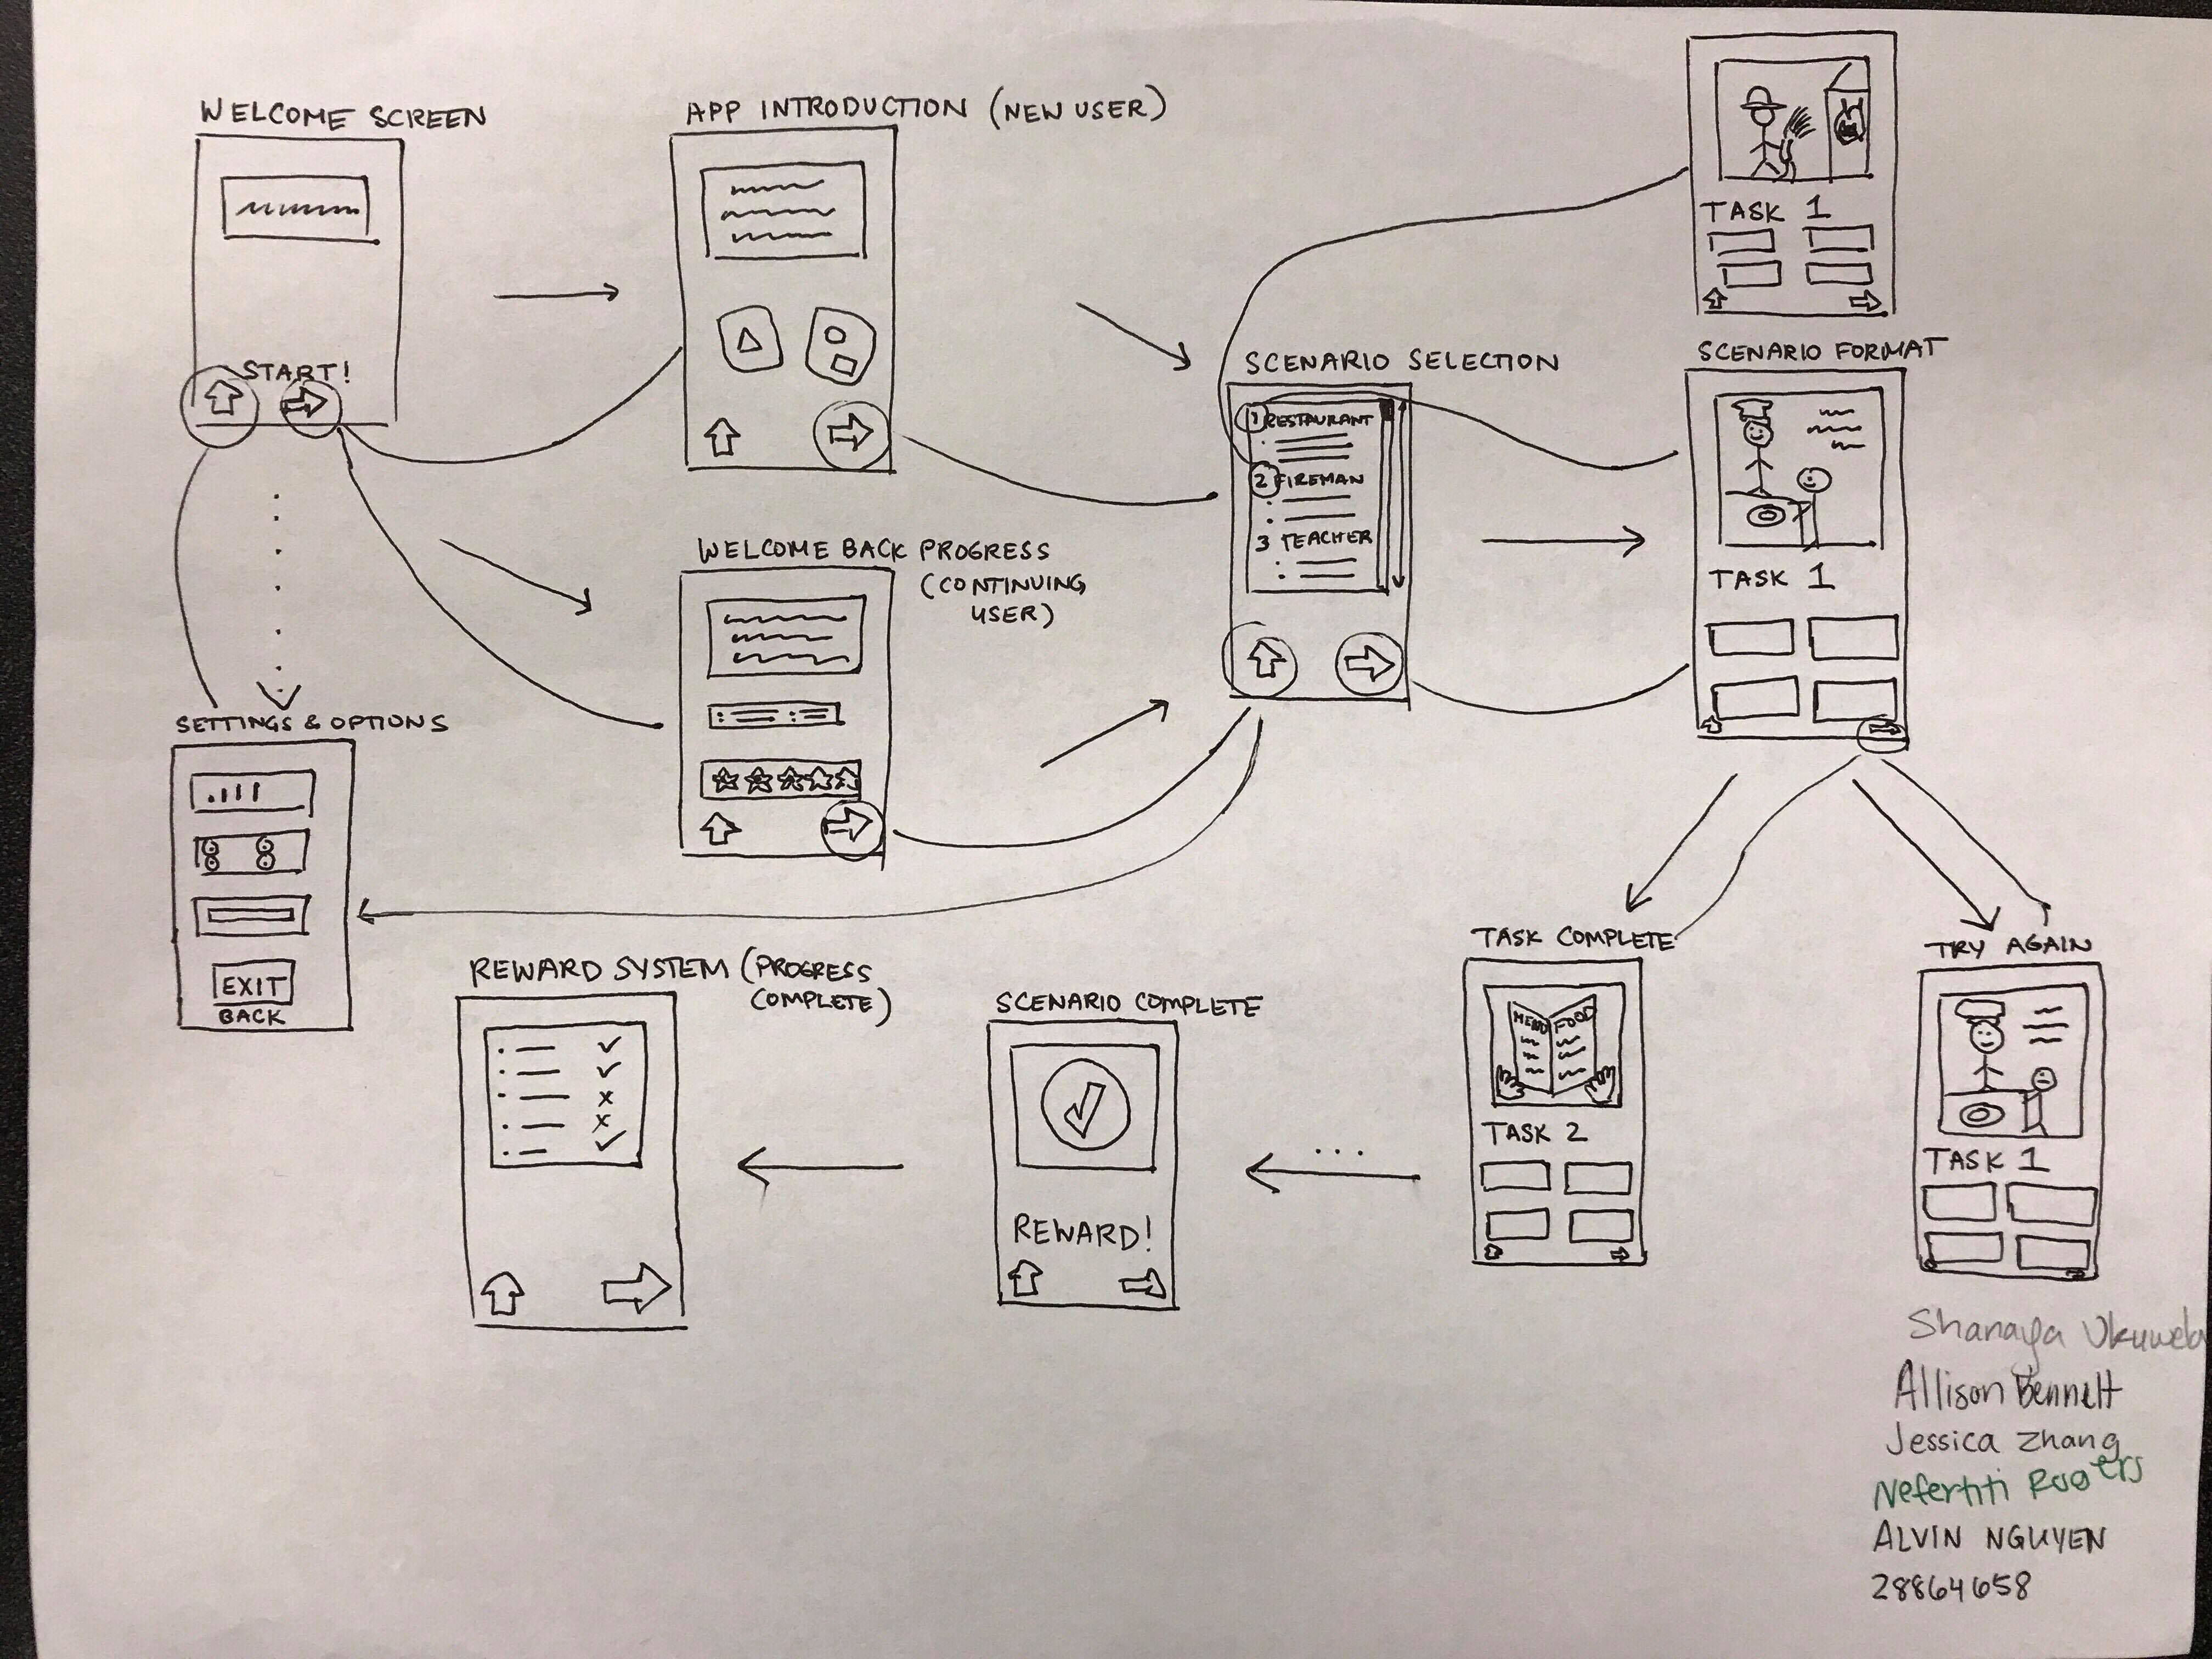 WELCOME SCREEN
START!
APP INTRODUCTION (NEW USER)
TASK 1
SCENARIO SELECTION
1 RESTAURANT
2 FIREMAN
3 TEACHER
SCENARIO FORMAT
TASK 1
WELCOME BACK PROGRESS
(CONTINUING
USER)
SETTINGS & OPTIONS
EXIT
BACK
REWARD SYSTEM (PROGRESS
COMPLETE)
SCENARIO COMPLETE
REWARD!
TASK COMPLETE
MENU FOOD
TASK 2
TRY AGAIN
TASK 1
Shanaya
Allison Bennett
Jessica Zhang
Nefertiti Rogers
ALVIN NGUYEN
28864658